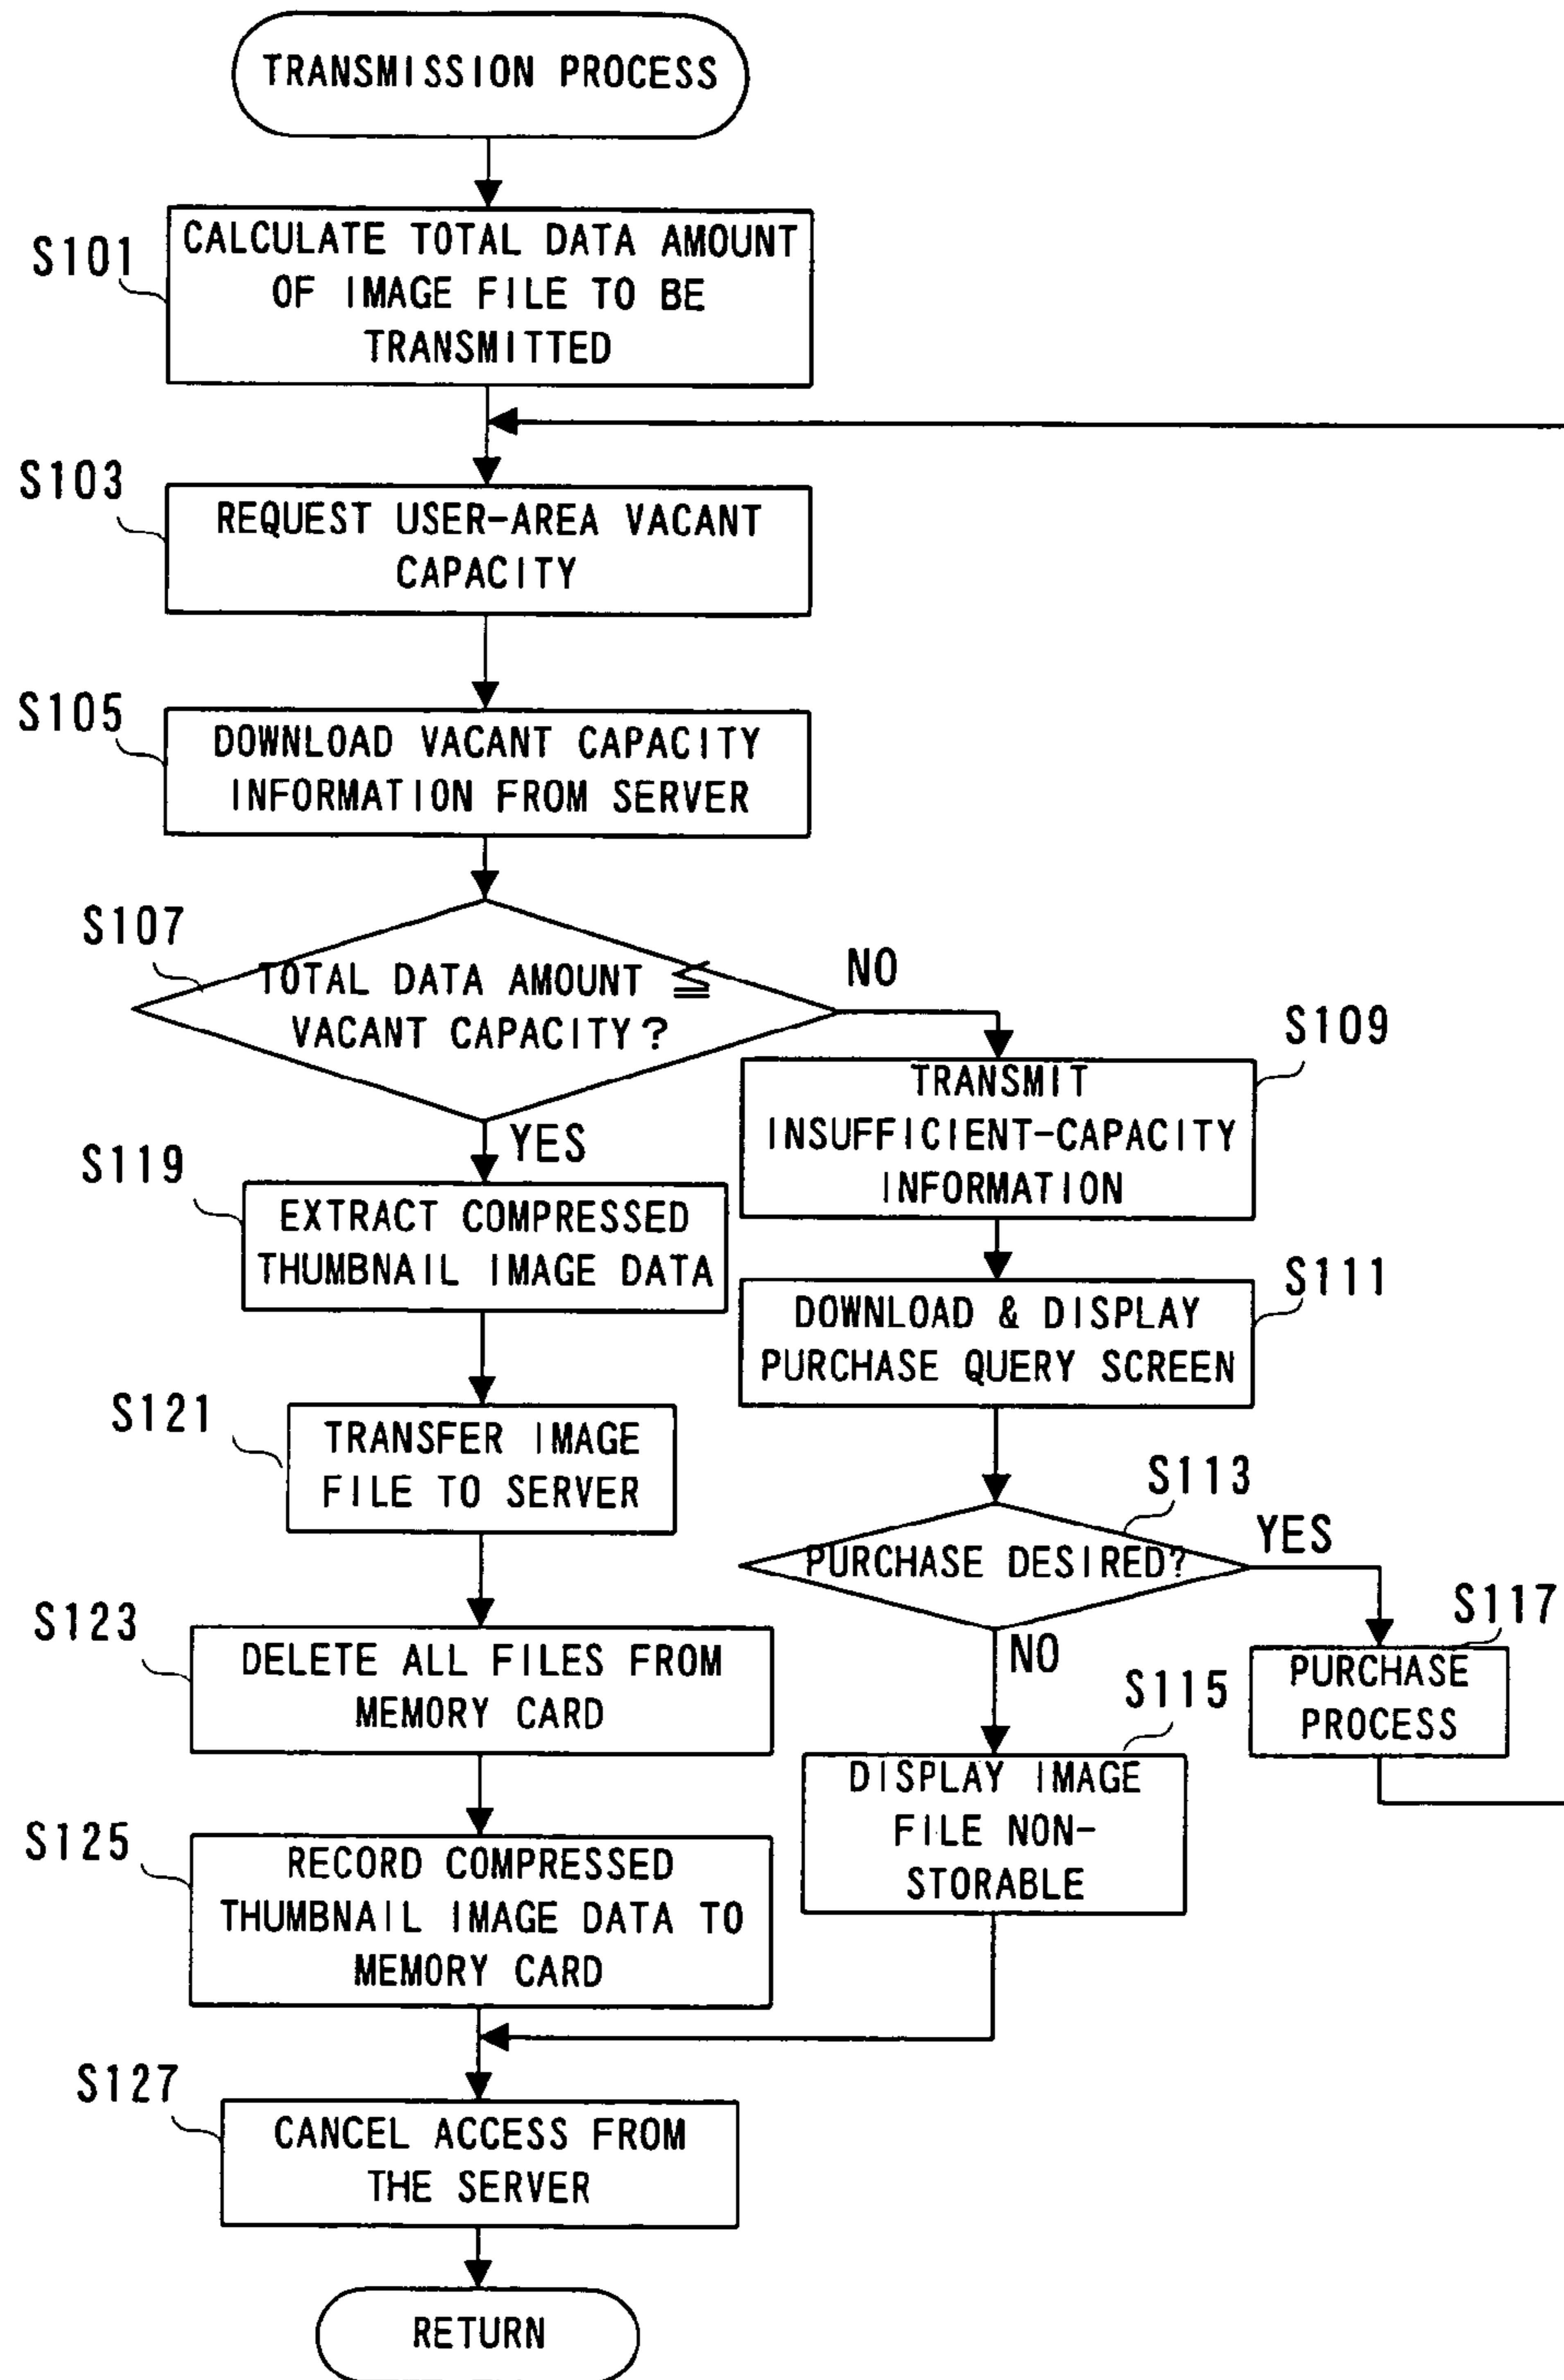 TRANSMISSION PROCESS
S101
CALCULATE TOTAL DATA AMOUNT
OF IMAGE FILE TO BE
TRANSMITTED
S103
REQUEST USER-AREA VACANT
CAPACITY
S105
DOWNLOAD VACANT CAPACITY
INFORMATION FROM SERVER
S107
TOTAL DATA AMOUNT ≦
VACANT CAPACITY?
NO
YES
S109
TRANSMIT
INSUFFICIENT-CAPACITY
INFORMATION
S119
EXTRACT COMPRESSED
THUMBNAIL IMAGE DATA
S111
DOWNLOAD & DISPLAY
PURCHASE QUERY SCREEN
S121
TRANSFER IMAGE
FILE TO SERVER
S113
PURCHASE DESIRED?
YES
NO
S117
PURCHASE
PROCESS
S123
DELETE ALL FILES FROM
MEMORY CARD
S115
DISPLAY IMAGE
FILE NON-
STORABLE
S125
RECORD COMPRESSED
THUMBNAIL IMAGE DATA TO
MEMORY CARD
S127
CANCEL ACCESS FROM
THE SERVER
RETURN